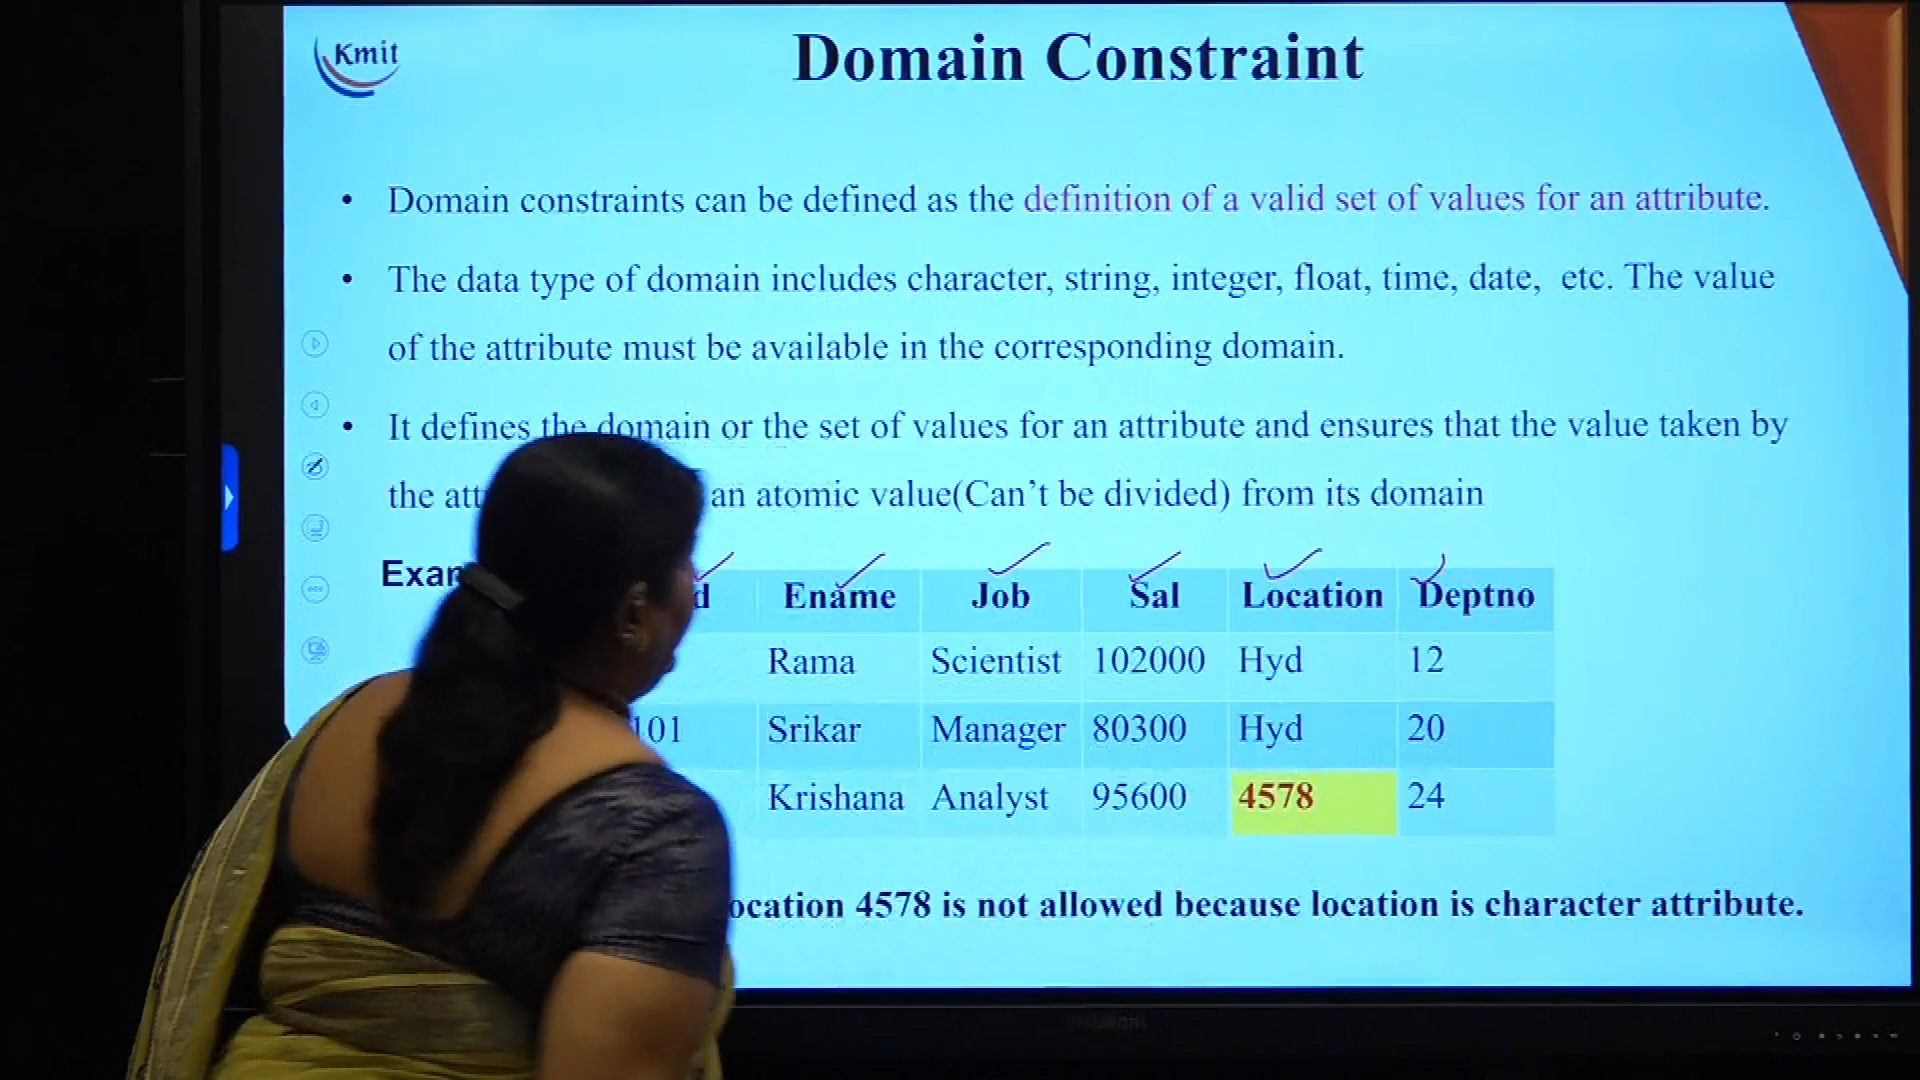 Kmit
Domain Constraint
• Domain constraints can be defined as the definition of a valid set of values for an attribute.
• The data type of domain includes character, string, integer, float, time, date, etc. The value
of the attribute must be available in the corresponding domain.
• It defines the domain or the set of values for an attribute and ensures that the value taken by
the att an atomic value(Can't be divided) from its domain
Exam
d Ename Job Sal Location Deptno
Rama Scientist 102000 Hyd 12
101 Srikar Manager 80300 Hyd 20
Krishana Analyst 95600 4578 24
ocation 4578 is not allowed because location is character attribute.